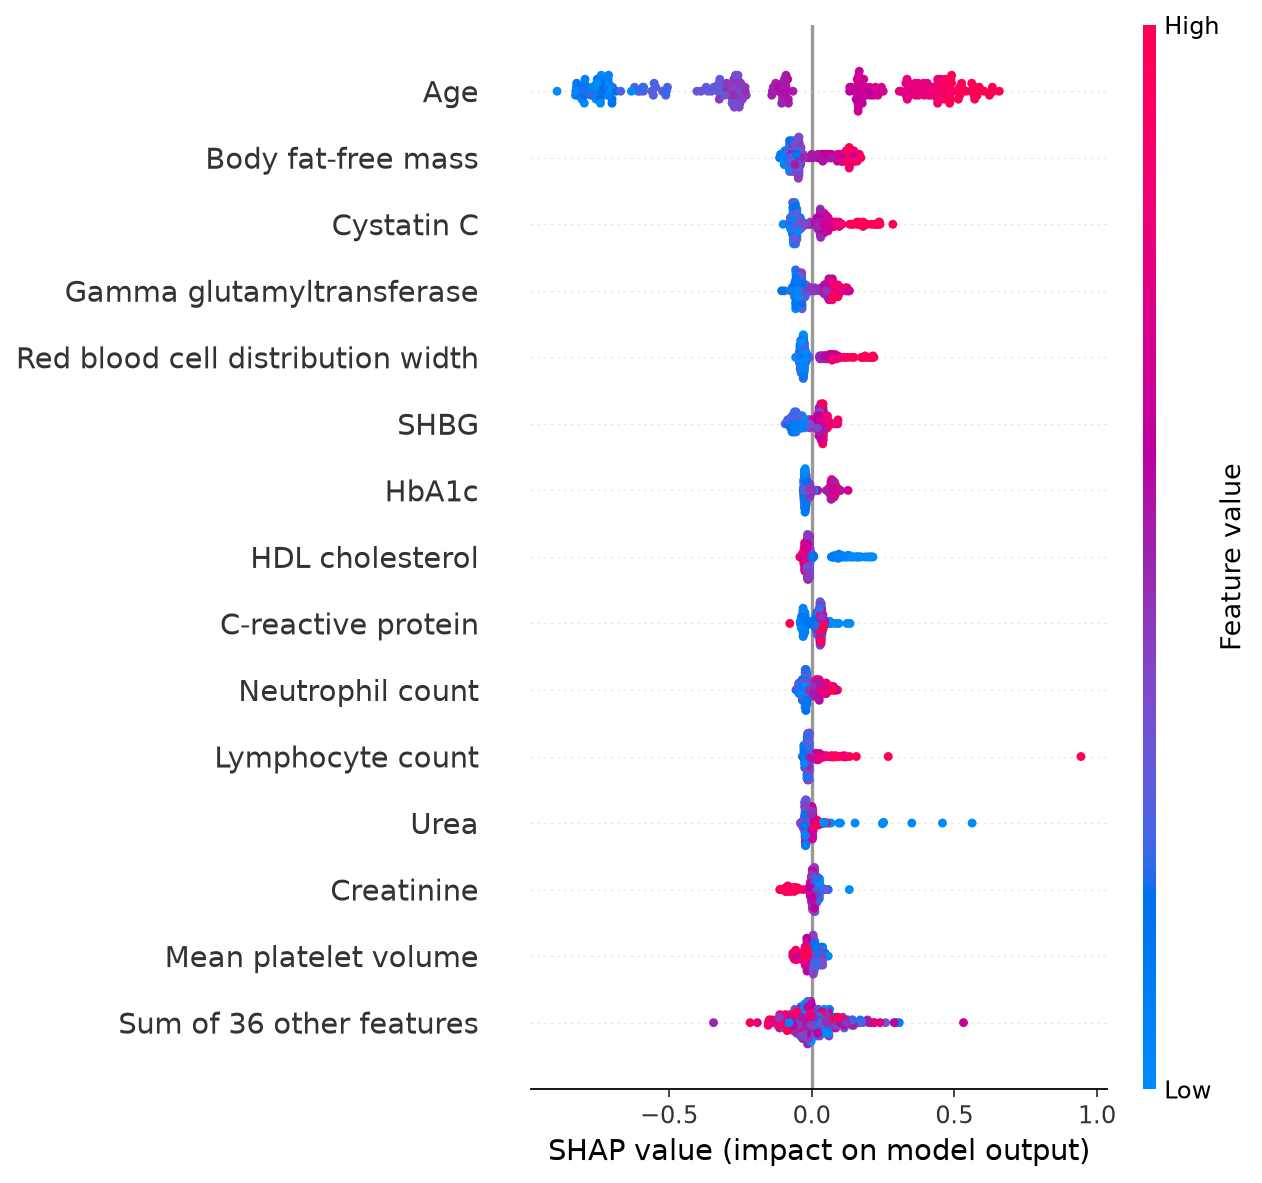 High
Age
Body fat-free mass
Cystatin C
Gamma glutamyltransferase
Red blood cell distribution width
SHBG
HbA1c
HDL cholesterol
C-reactive protein
Neutrophil count
Lymphocyte count
Urea
Creatinine
Mean platelet volume
Sum of 36 other features
Feature value
Low
−0.5 0.0 0.5 1.0
SHAP value (impact on model output)